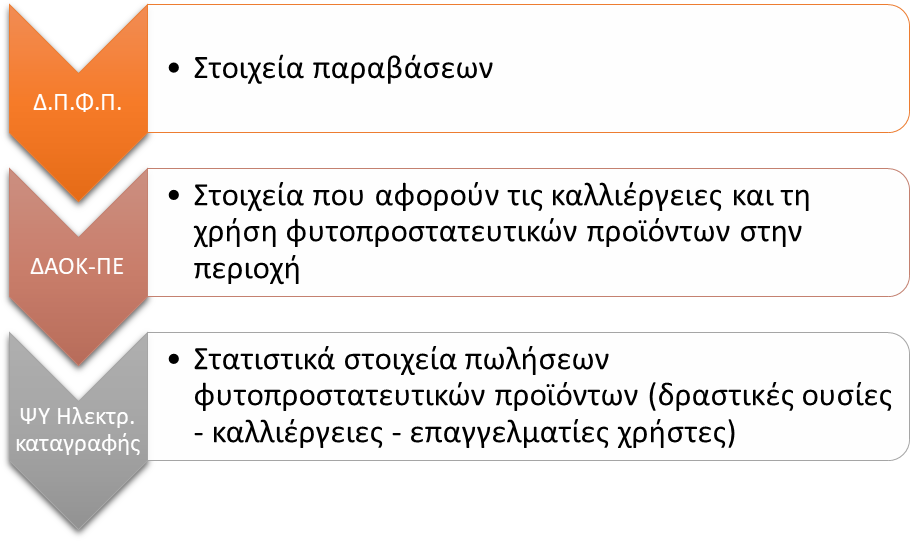 Δ.Π.Φ.Π.
• Στοιχεία παραβάσεων
ΔΑΟΚ-ΠΕ
• Στοιχεία που αφορούν τις καλλιέργειες και τη
χρήση φυτοπροστατευτικών προϊόντων στην
περιοχή
ΨΥ Ηλεκτρ.
καταγραφής
• Στατιστικά στοιχεία πωλήσεων
φυτοπροστατευτικών προϊόντων (δραστικές ουσίες
- καλλιέργειες - επαγγελματίες χρήστες)